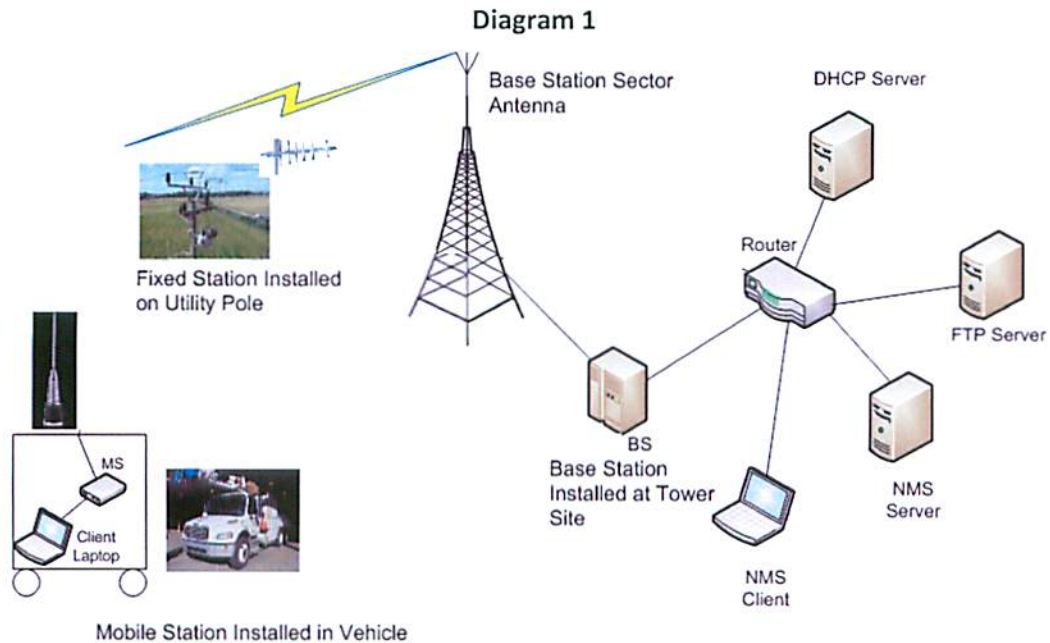 Diagram 1
Base Station Sector
Antenna
DHCP Server
Router
Fixed Station Installed
on Utility Pole
FTP Server
BS
Base Station
Installed at Tower
Site
NMS
Server
NMS
Client
MS
Client
Laptop
Mobile Station Installed in Vehicle